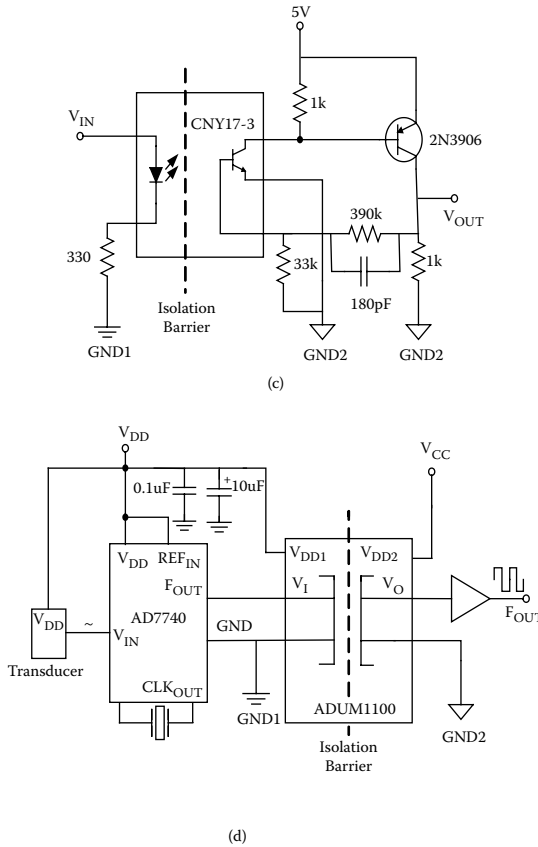 5V
1k
CNY17-3
V_IN
2N3906
390k
V_OUT
330
33k
1k
180pF
Isolation
Barrier
GND1
GND2
GND2
(c)
V_DD
V_CC
0.1uF
+10uF
V_DD
REF_IN
V_DD1
V_DD2
F_OUT
V_I
V_O
V_DD
AD7740
F_OUT
~
V_IN
GND
Transducer
CLK_OUT
GND1
ADUM1100
GND2
Isolation
Barrier
(d)